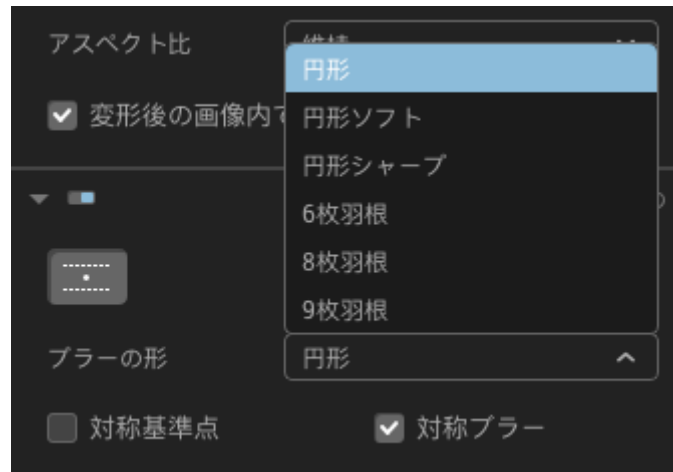 アスペクト比
円形
変形後の画像内
円形ソフト
円形シャープ
6枚羽根
8枚羽根
9枚羽根
ブラーの形 円形
対称基準点 対称ブラー